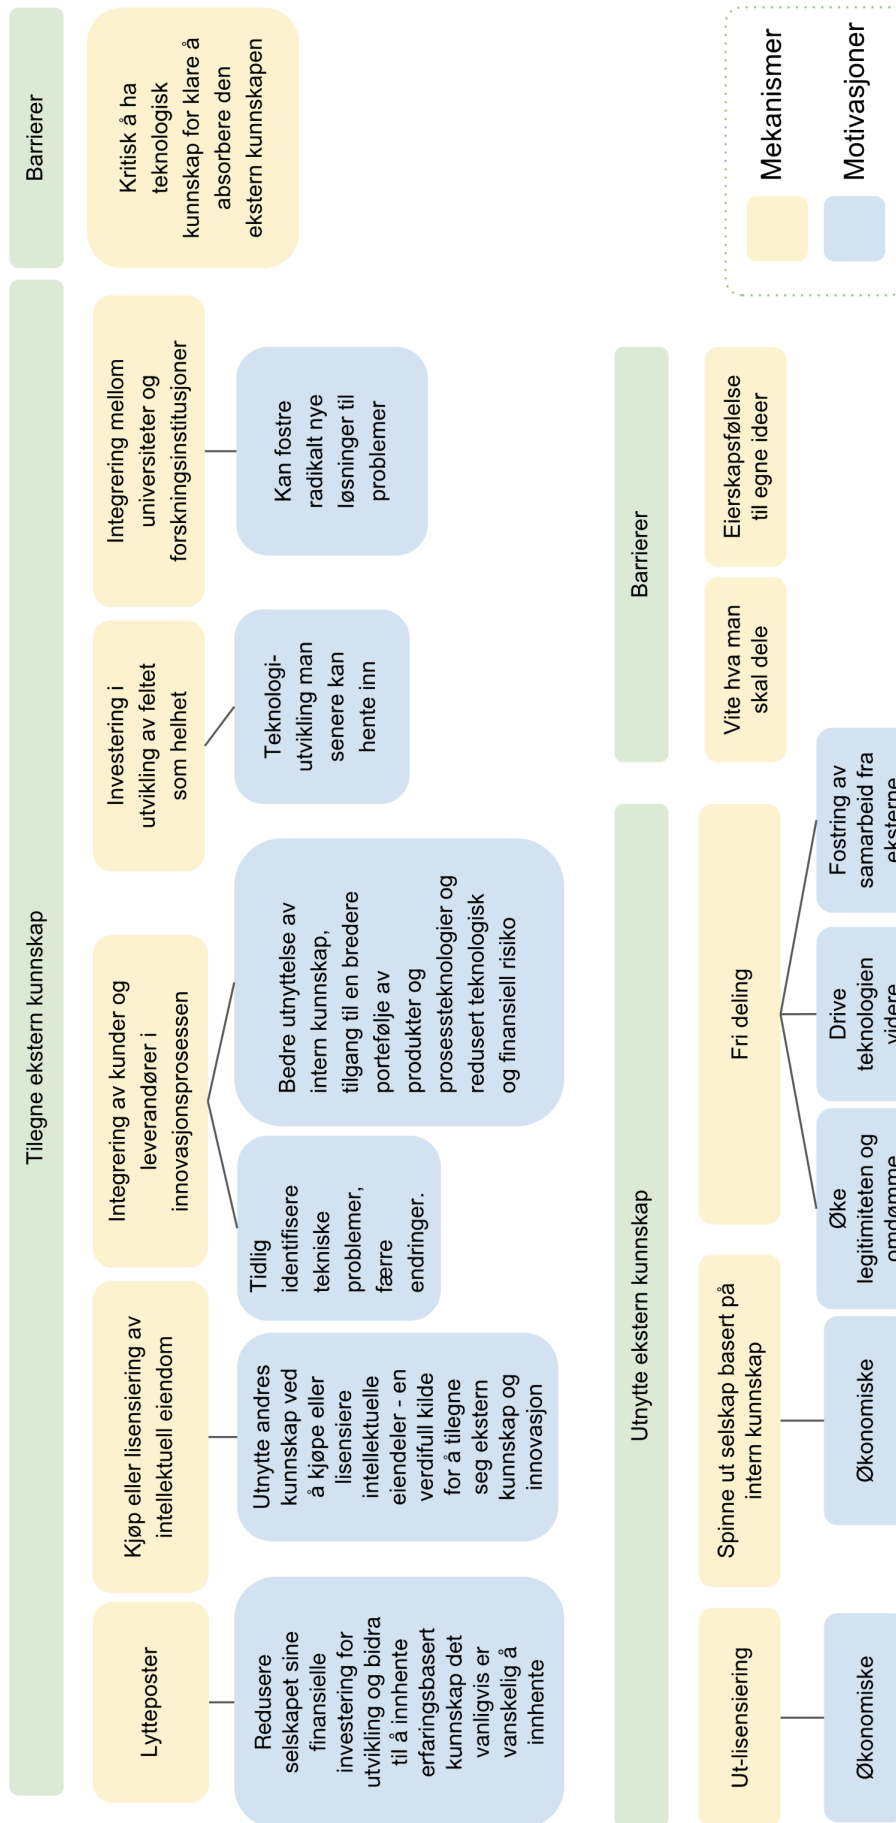 Tilegne ekstern kunnskap
Barrierer
Lytteposter
Kjøp eller lisensiering av
intellektuell eiendom
Integrering av kunder og
leverandører i
innovasjonsprosessen
Investering i
utvikling av feltet
som helhet
Integrering mellom
universiteter og
forskningsinstitusjoner
Kritisk å ha
teknologisk
kunnskap for klare å
absorbere den
ekstern kunnskapen
Redusere
selskapet sine
finansielle
investering for
utvikling og bidra
til å innhente
erfaringsbasert
kunnskap det
vanligvis er
vanskelig å
innhente
Utnytte andres
kunnskap ved
å kjøpe eller
lisensiere
intellektuelle
eiendeler - en
verdifull kilde
for å tilegne
seg ekstern
kunnskap og
innovasjon
Tidlig
identifisere
tekniske
problemer,
færre
endringer.
Bedre utnyttelse av
intern kunnskap,
tilgang til en bredere
portefølje av
produkter og
prosessteknologier og
redusert teknologisk
og finansiell risiko
Teknologi-
utvikling man
senere kan
hente inn
Kan fostre
radikalt nye
løsninger til
problemer
Utnytte ekstern kunnskap
Barrierer
Ut-lisensiering
Spinne ut selskap basert på
intern kunnskap
Fri deling
Vite hva man
skal dele
Eierskapsfølelse
til egne ideer
Økonomiske
Økonomiske
Øke
legitimiteten og
omdømme
Drive
teknologien
videre
Fostring av
samarbeid fra
eksterne
Mekanismer
Motivasjoner